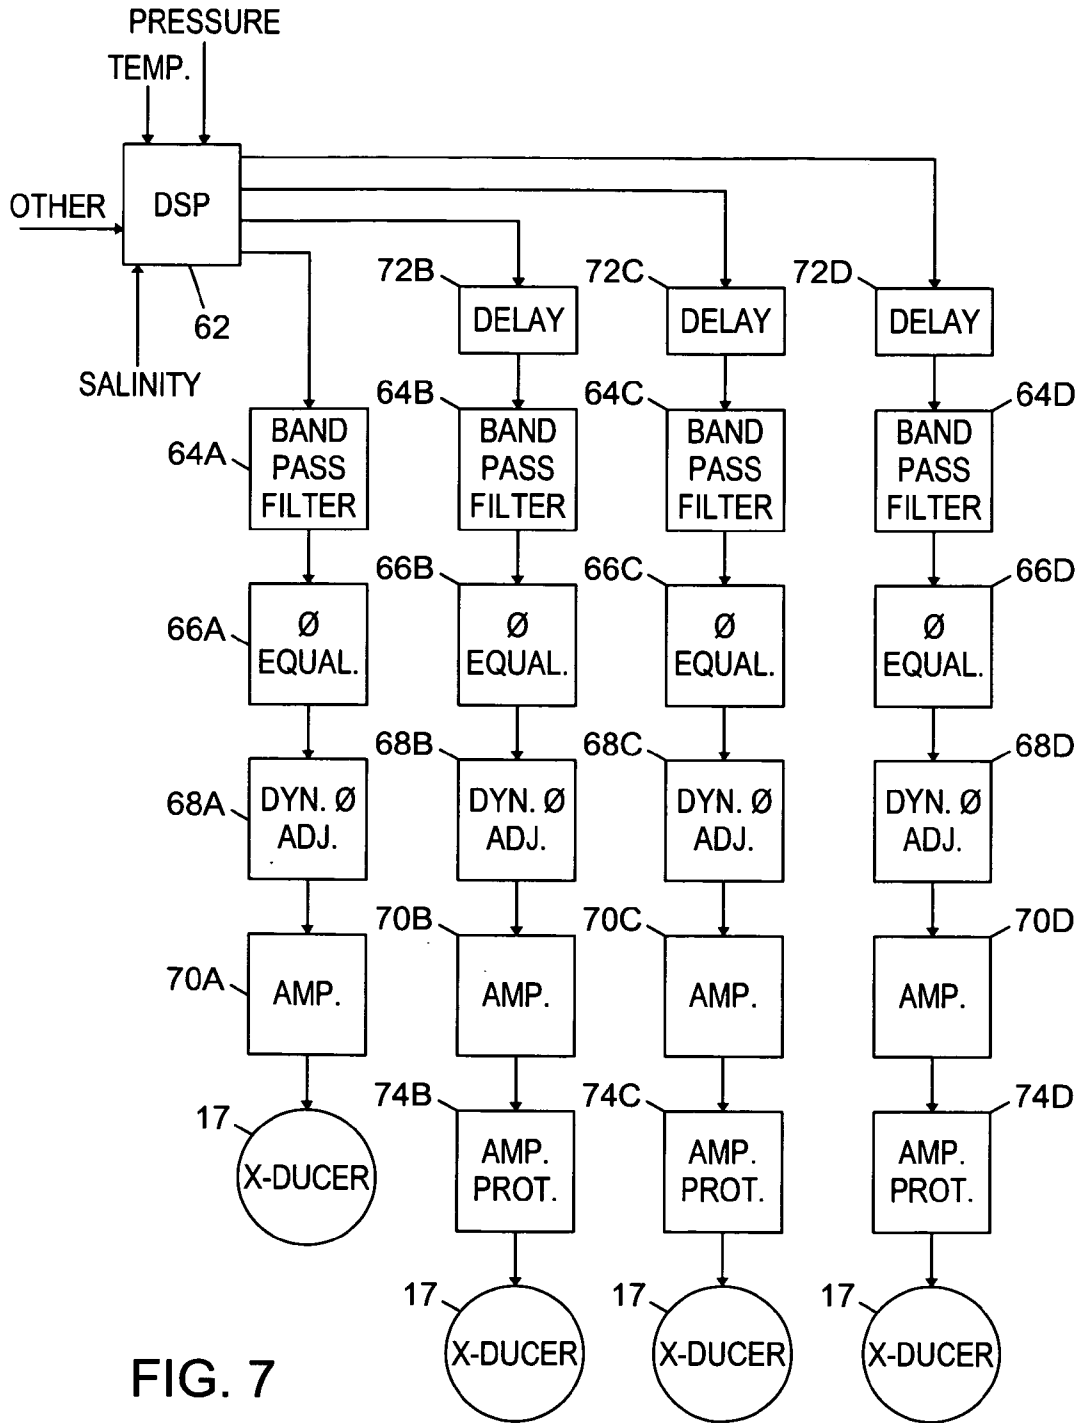 PRESSURE
TEMP.
OTHER
DSP
62
SALINITY
72B
DELAY
72C
DELAY
72D
DELAY
64A
BAND
PASS
FILTER
64B
BAND
PASS
FILTER
64C
BAND
PASS
FILTER
64D
BAND
PASS
FILTER
66A
Ø
EQUAL.
66B
Ø
EQUAL.
66C
Ø
EQUAL.
66D
Ø
EQUAL.
68A
DYN. Ø
ADJ.
68B
DYN. Ø
ADJ.
68C
DYN. Ø
ADJ.
68D
DYN. Ø
ADJ.
70A
AMP.
70B
AMP.
70C
AMP.
70D
AMP.
17
X-DUCER
74B
AMP.
PROT.
74C
AMP.
PROT.
74D
AMP.
PROT.
17
X-DUCER
17
X-DUCER
17
X-DUCER
FIG. 7